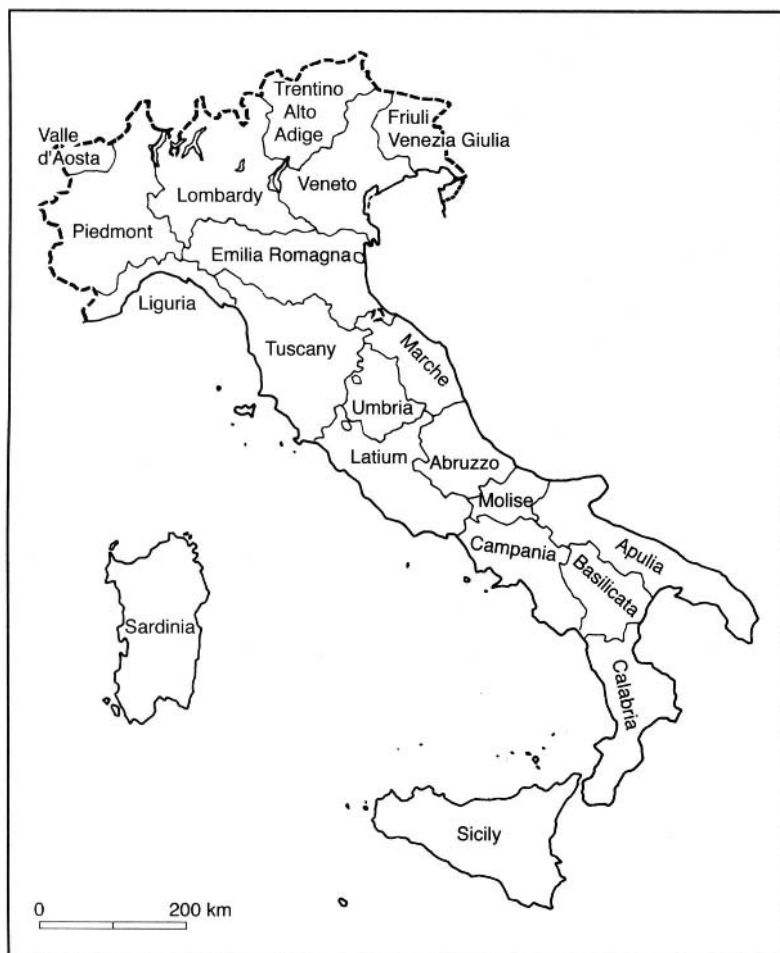 Trentino
Alto
Adige
Friuli
Venezia Giulia
Valle
d'Aosta
Lombardy
Veneto
Piedmont
Emilia Romagna
Liguria
Tuscany
Marche
Umbria
Latium
Abruzzo
Molise
Campania
Apulia
Basilicata
Sardinia
Calabria
Sicily
0 200 km